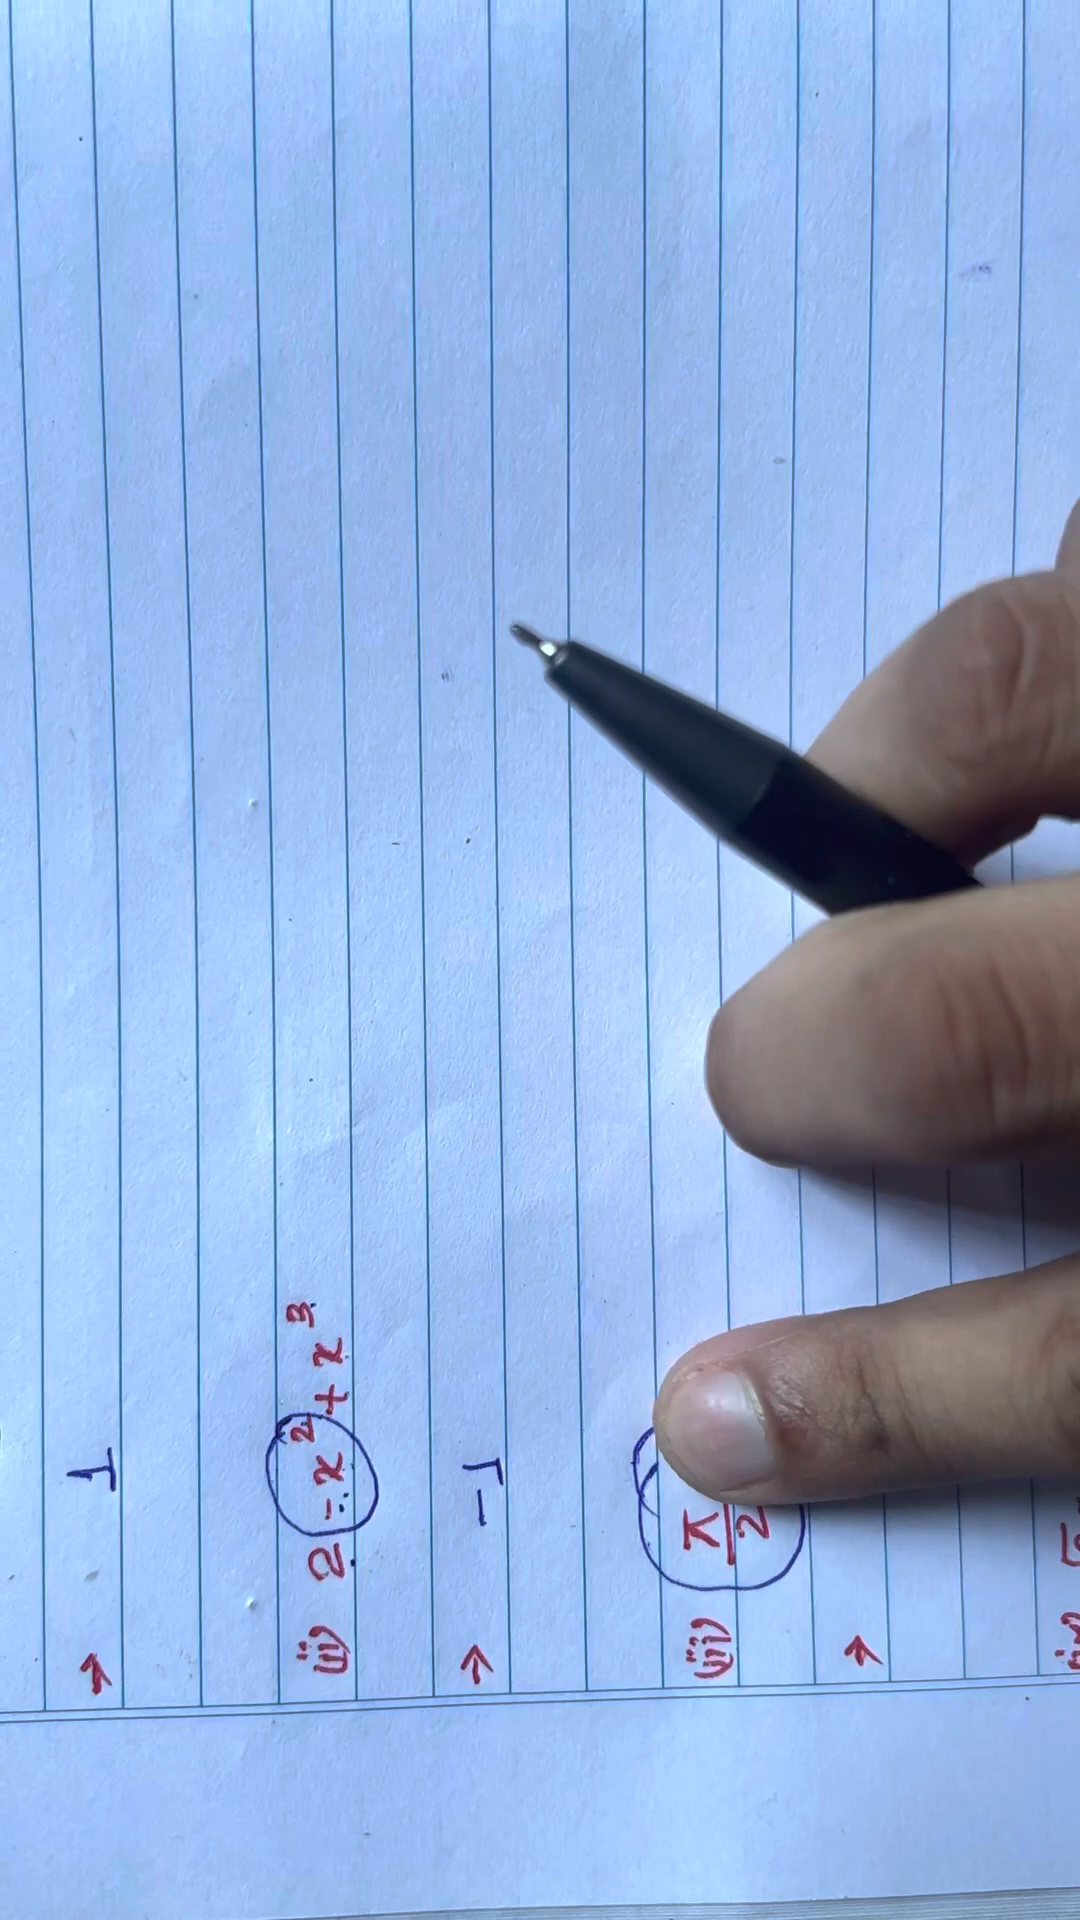 → 1
(ii) 2 - x² + x³
→ -1
(iii) π/2
→